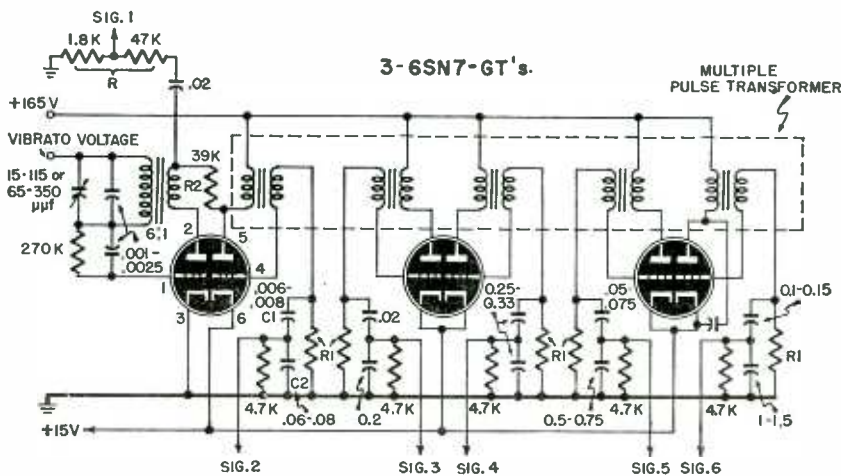 SIG.1
1.8K 47K
R
.02
3-6SN7-GT's.
MULTIPLE
PULSE TRANSFORMER
+165V
VIBRATO VOLTAGE
15-115 or
65-350
μμf
39K
R2
6:1
2
5
270K
.001-
.0025
1
4
3
6
.006-
.008
C1
C2
.06-.08
4.7K
R1
.02
0.2
4.7K
0.25-
0.33
4.7K
R1
.05
.075
0.5-0.75
4.7K
0.1-0.15
R1
4.7K
1-1.5
+15V
SIG.2
SIG.3
SIG.4
SIG.5
SIG.6